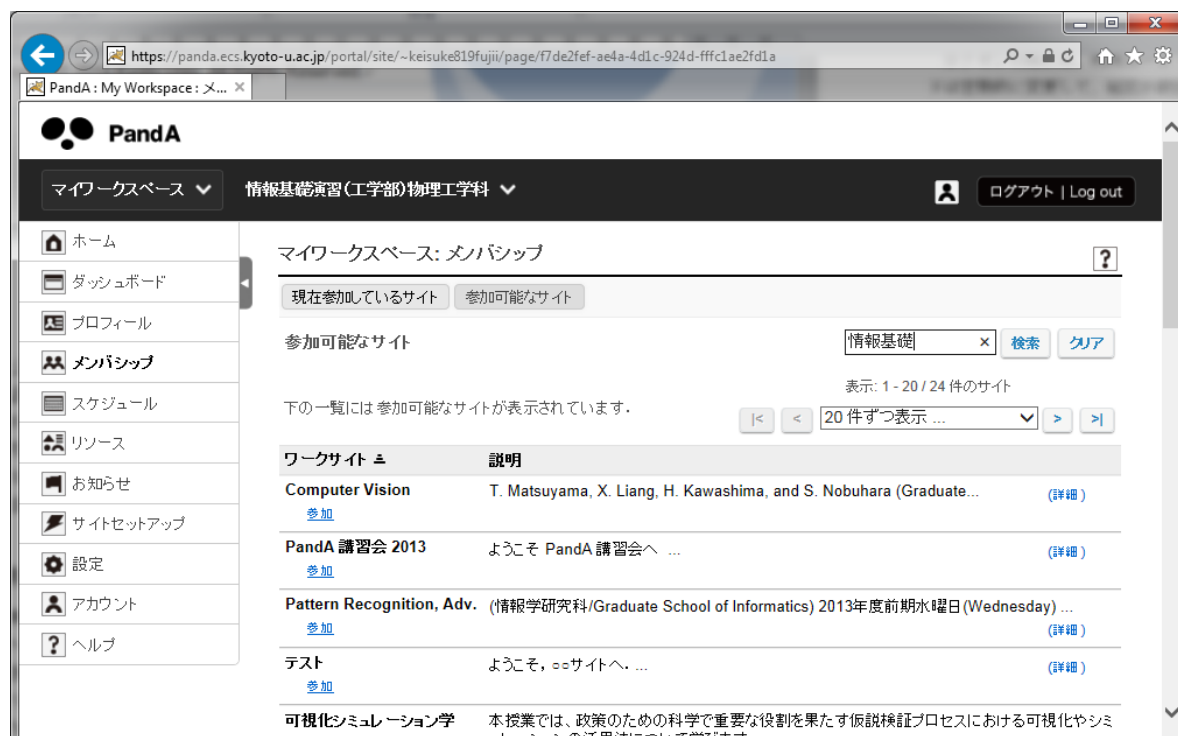 https://panda.ecs.kyoto-u.ac.jp/portal/site/~keisuke819fujii/page/f7de2fef-ae4a-4d1c-924d-fffc1ae2fd1a
PandA : My Workspace : メ...
PandA
マイワークスペース 情報基礎演習(工学部)物理工学科 ログアウト | Log out
ホーム
ダッシュボード
プロフィール
メンバシップ
スケジュール
リソース
お知らせ
サイトセットアップ
設定
アカウント
ヘルプ
マイワークスペース: メンバシップ
現在参加しているサイト 参加可能なサイト
参加可能なサイト 情報基礎 × 検索 クリア
表示: 1 - 20 / 24 件のサイト
下の一覧には参加可能なサイトが表示されています. |< < 20 件ずつ表示 ... > >|
ワークサイト 説明
Computer Vision T. Matsuyama, X. Liang, H. Kawashima, and S. Nobuhara (Graduate... (詳細)
参加
PandA 講習会 2013 ようこそ PandA 講習会へ ... (詳細)
参加
Pattern Recognition, Adv. (情報学研究科/Graduate School of Informatics) 2013年度前期水曜日(Wednesday) ...
参加 (詳細)
テスト ようこそ, ○○サイトへ. ... (詳細)
参加
可視化シミュレーション学 本授業では、政策のための科学で重要な役割を果たす仮説検証プロセスにおける可視化やシミ